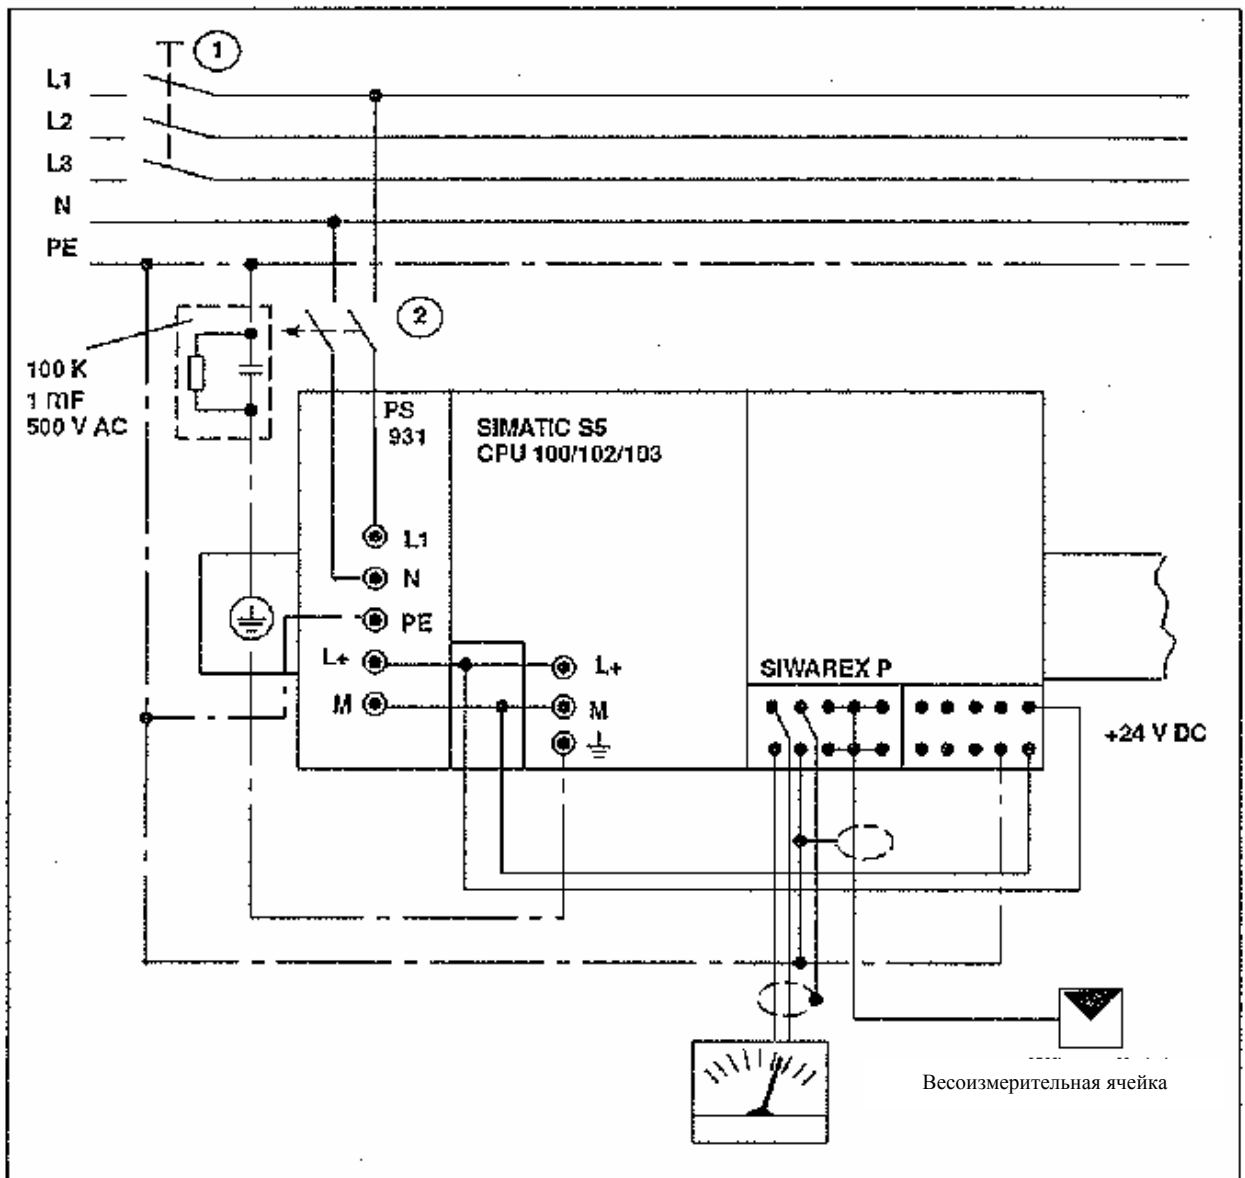 1
L1
L2
L3
N
PE
2
100 K
1 mF
500 V AC
PS
931
SIMATIC S5
CPU 100/102/103
L1
N
PE
L+
M
L+
M
SIWAREX P
+24 V DC
Весоизмерительная ячейка